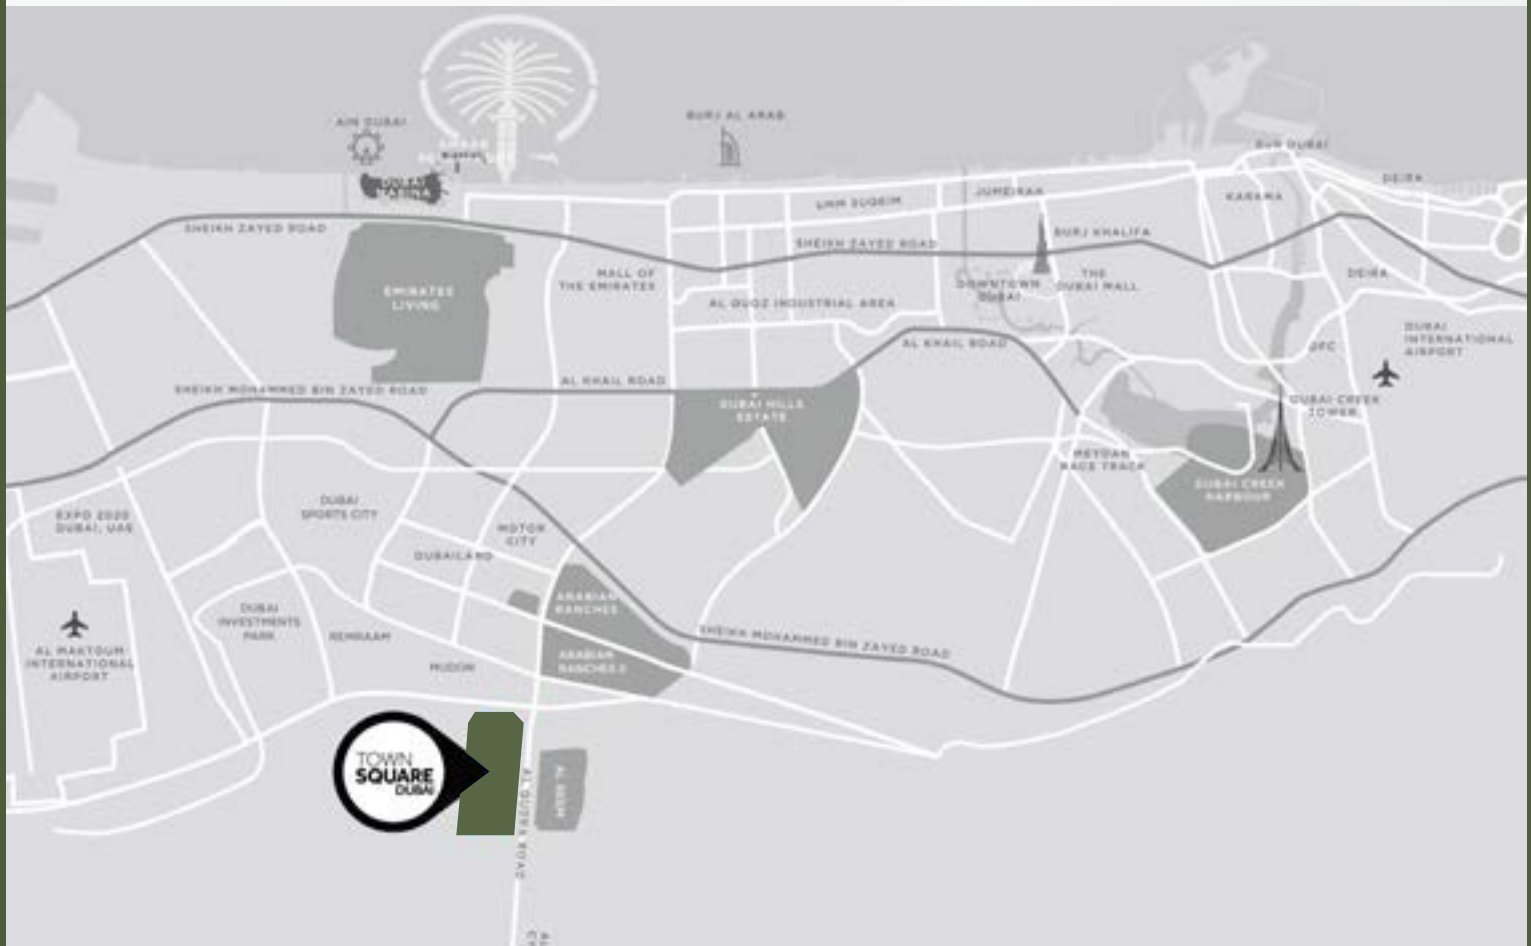 AIN DUBAI
BURJ AL ARAB
BUR DUBAI
DEIRA
UMM SUQEIM
JUMEIRAH
KARAMA
SHEIKH ZAYED ROAD
SHEIKH ZAYED ROAD
BURJ KHALIFA
MALL OF
THE EMIRATES
THE
DUBAI MALL
DOWNTOWN
DUBAI
DEIRA
EMIRATES
LIVING
AL QUOZ INDUSTRIAL AREA
DUBAI
INTERNATIONAL
AIRPORT
AL KHAIL ROAD
DFC
SHEIKH MOHAMMED BIN ZAYED ROAD
AL KHAIL ROAD
DUBAI HILLS
ESTATE
DUBAI CREEK
TOWER
MEYDAN
RACE TRACK
DUBAI CREEK
HARBOUR
EXPO 2020
DUBAI, UAE
DUBAI
SPORTS CITY
MOTOR
CITY
DUBAILAND
ARABIAN
RANCHES
DUBAI
INVESTMENTS
PARK
REMRAAM
MUDON
ARABIAN
RANCHES II
SHEIKH MOHAMMED BIN ZAYED ROAD
AL MAKTOUM
INTERNATIONAL
AIRPORT
TOWN
SQUARE
DUBAI
AL QUDRA ROAD
AL REEM